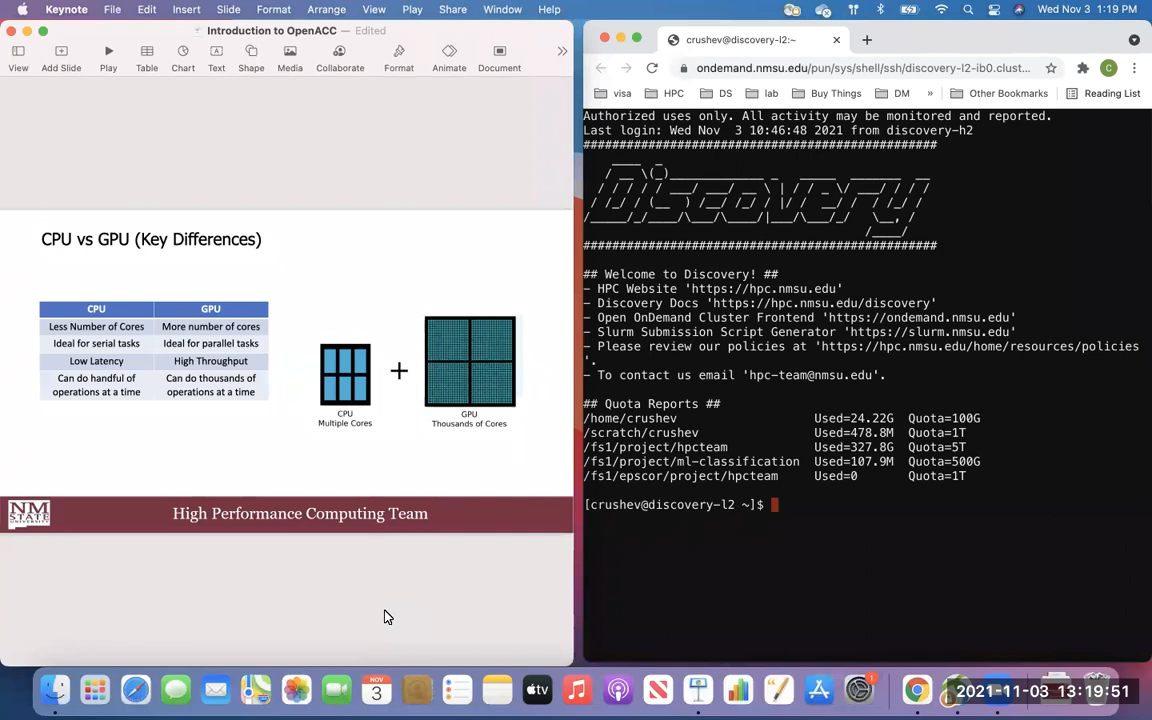 Keynote File Edit Insert Slide Format Arrange View Play Share Window Help
Wed Nov 3 1:19 PM
Introduction to OpenACC — Edited
View Add Slide Play Table Chart Text Shape Media Collaborate Format Animate Document
CPU vs GPU (Key Differences)
CPU GPU
Less Number of Cores More number of cores
Ideal for serial tasks Ideal for parallel tasks
Low Latency High Throughput
Can do handful of operations at a time Can do thousands of operations at a time
+
CPU
Multiple Cores
GPU
Thousands of Cores
NM
STATE
High Performance Computing Team
crushev@discovery-l2:~
ondemand.nmsu.edu/pun/sys/shell/ssh/discovery-l2-ib0.clust...
C
visa HPC DS lab Buy Things DM » Other Bookmarks Reading List
Authorized uses only. All activity may be monitored and reported.
Last login: Wed Nov  3 10:46:48 2021 from discovery-h2
#################################################
Discovery
#################################################
## Welcome to Discovery! ##
- HPC Website 'https://hpc.nmsu.edu'
- Discovery Docs 'https://hpc.nmsu.edu/discovery'
- Open OnDemand Cluster Frontend 'https://ondemand.nmsu.edu'
- Slurm Submission Script Generator 'https://slurm.nmsu.edu'
- Please review our policies at 'https://hpc.nmsu.edu/home/resources/policies
'.
- To contact us email 'hpc-team@nmsu.edu'.
## Quota Reports ##
/home/crushev Used=24.22G Quota=100G
/scratch/crushev Used=478.8M Quota=1T
/fs1/project/hpcteam Used=327.8G Quota=5T
/fs1/project/ml-classification Used=107.9M Quota=500G
/fs1/epscor/project/hpcteam Used=0 Quota=1T
[crushev@discovery-l2 ~]$
NOV
3
tv
1
2021-11-03 13:19:51